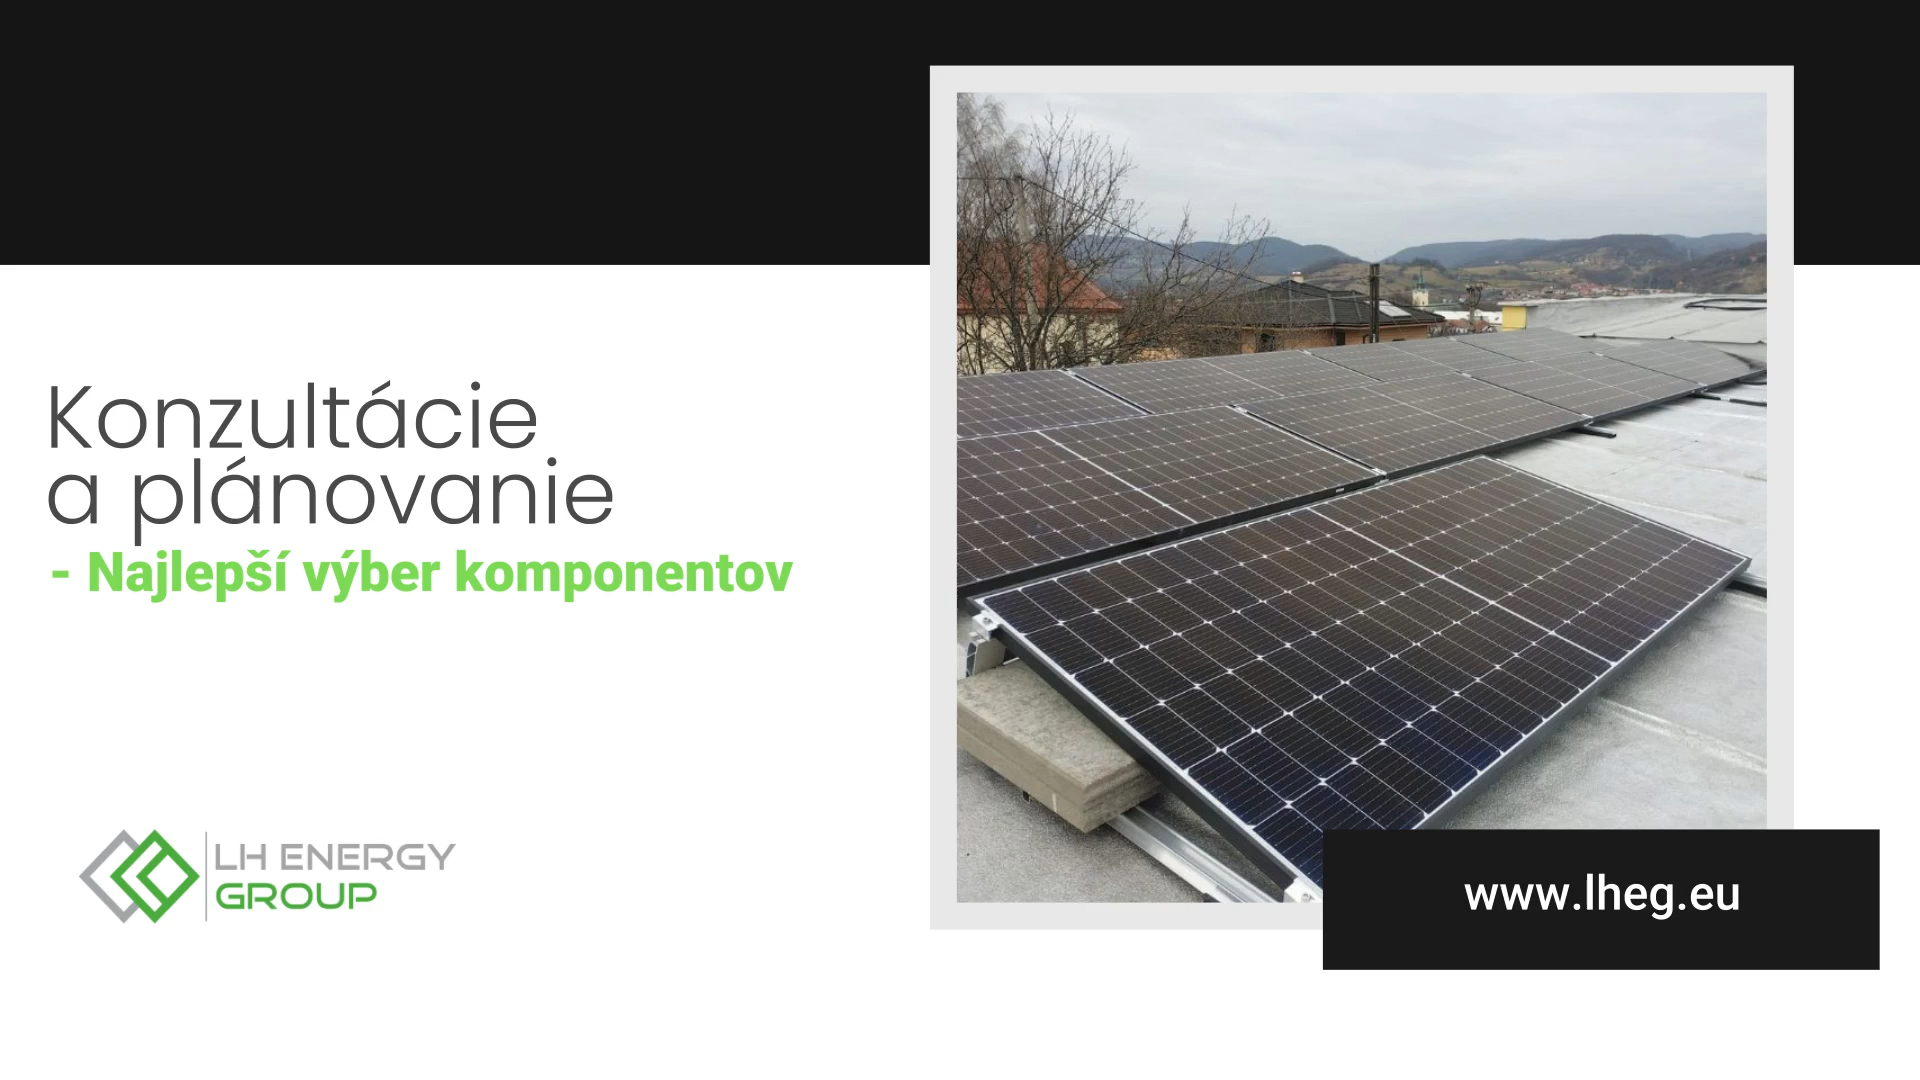 Konzultácie
a plánovanie
- Najlepší výber komponentov
LH ENERGY
GROUP
www.lheg.eu